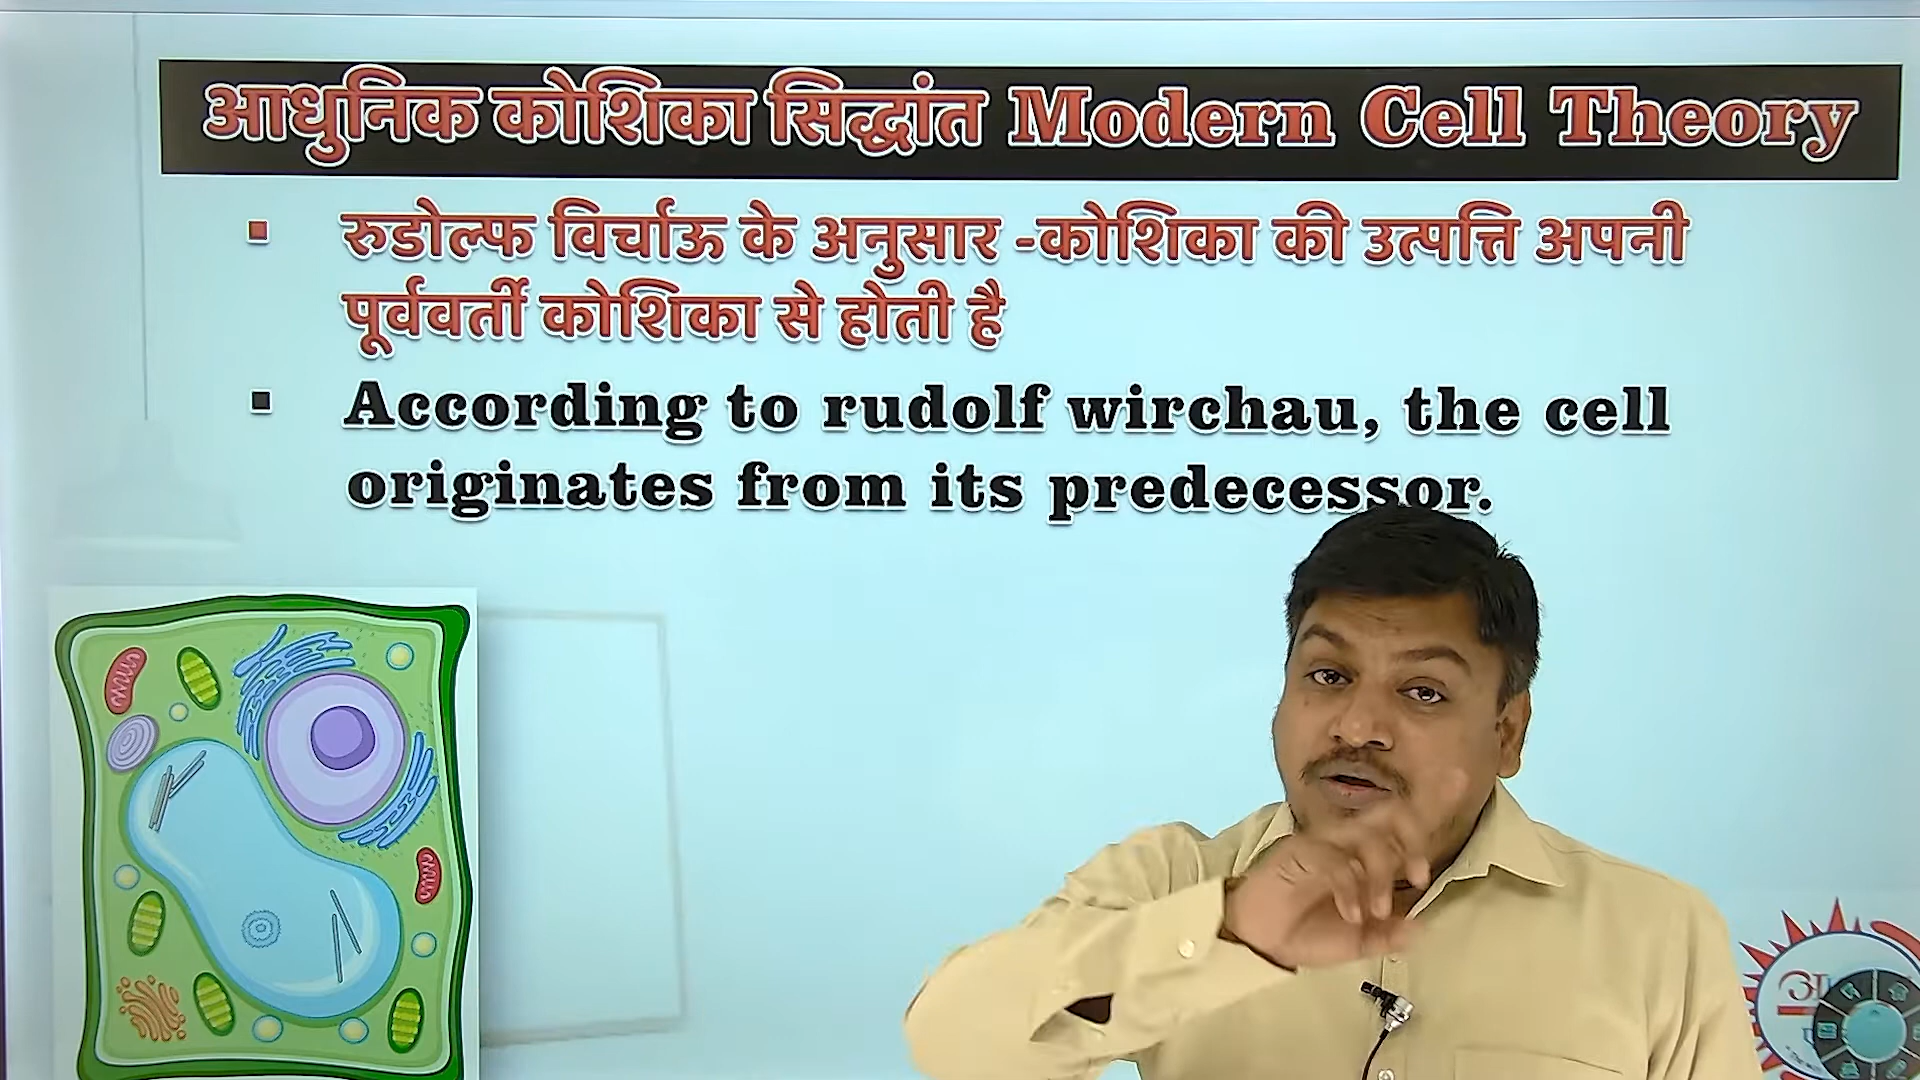 आधुनिक कोशिका सिद्धांत Modern Cell Theory
▪ रुडोल्फ विर्चाऊ के अनुसार -कोशिका की उत्पत्ति अपनी
पूर्ववर्ती कोशिका से होती है
▪ According to rudolf wirchau, the cell
originates from its predecessor.